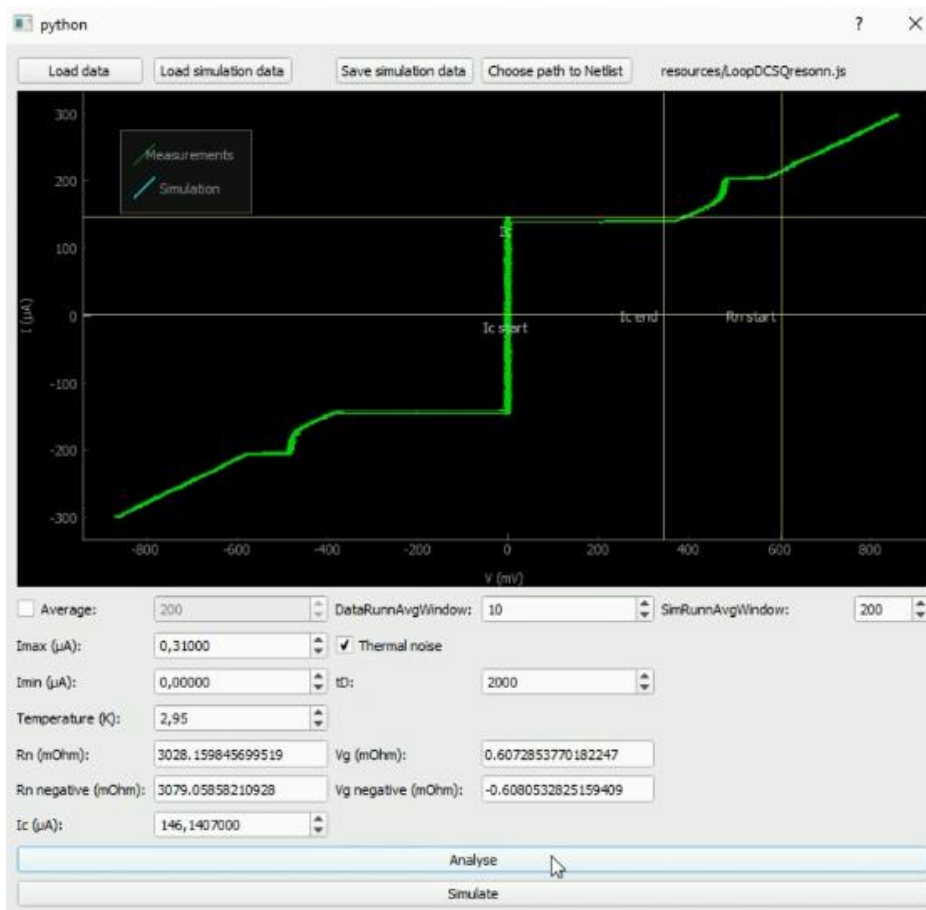 python ?
Load data Load simulation data Save simulation data Choose path to Netlist resources/LoopDCSQresonn.js
300
Measurements
200
Simulation
Ic
100
I (µA)
0
Ic start Ic end Rn start
-100
-200
-300
-800 -600 -400 -200 0 200 400 600 800
V (mV)
Average: 200 DataRunnAvgWindow: 10 SimRunnAvgWindow: 200
Imax (µA): 0,31000 Thermal noise
Imin (µA): 0,00000 tD: 2000
Temperature (K): 2,95
Rn (mOhm): 3028.159845699519 Vg (mOhm): 0.6072853770182247
Rn negative (mOhm): 3079.05858210928 Vg negative (mOhm): -0.6080532825159409
Ic (µA): 146,1407000
Analyse
Simulate